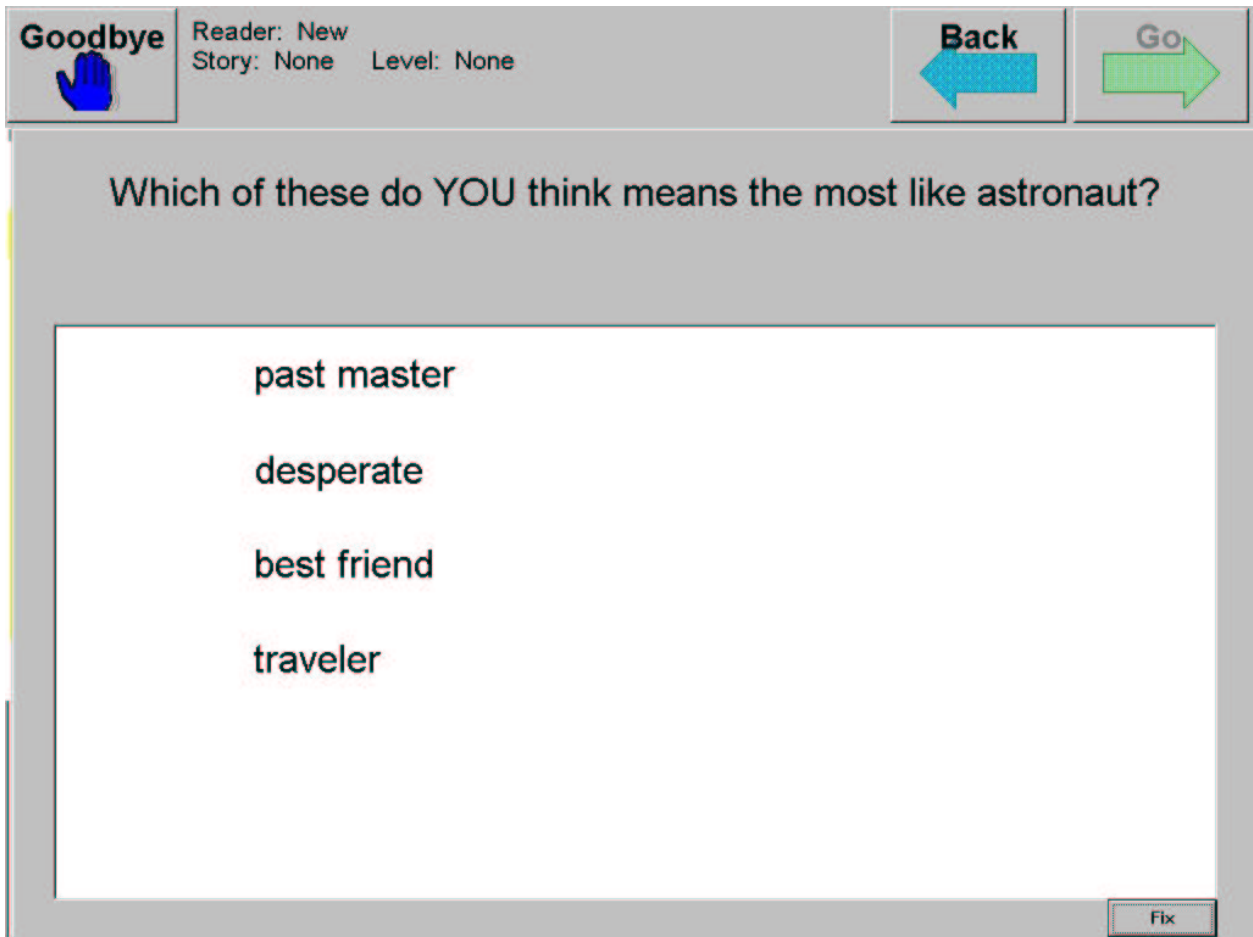 Goodbye
Reader: New
Story: None Level: None
Back
Go
Which of these do YOU think means the most like astronaut?
past master
desperate
best friend
traveler
Fix